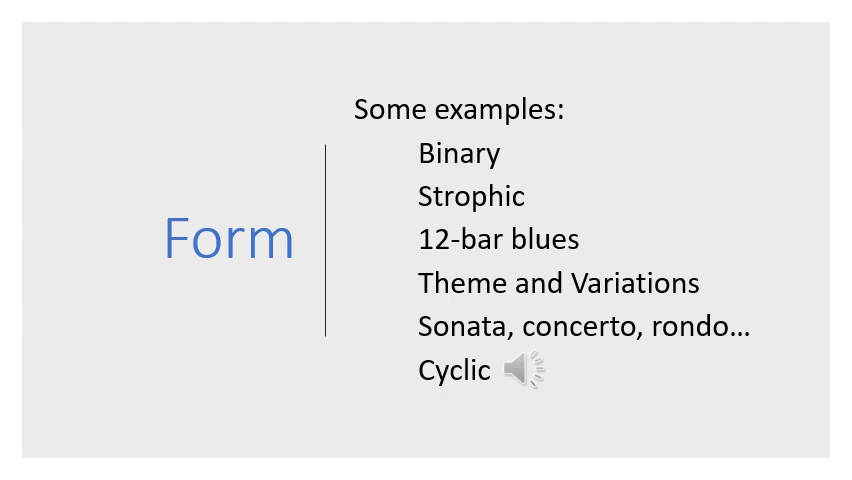 Form
Some examples:
Binary
Strophic
12-bar blues
Theme and Variations
Sonata, concerto, rondo...
Cyclic